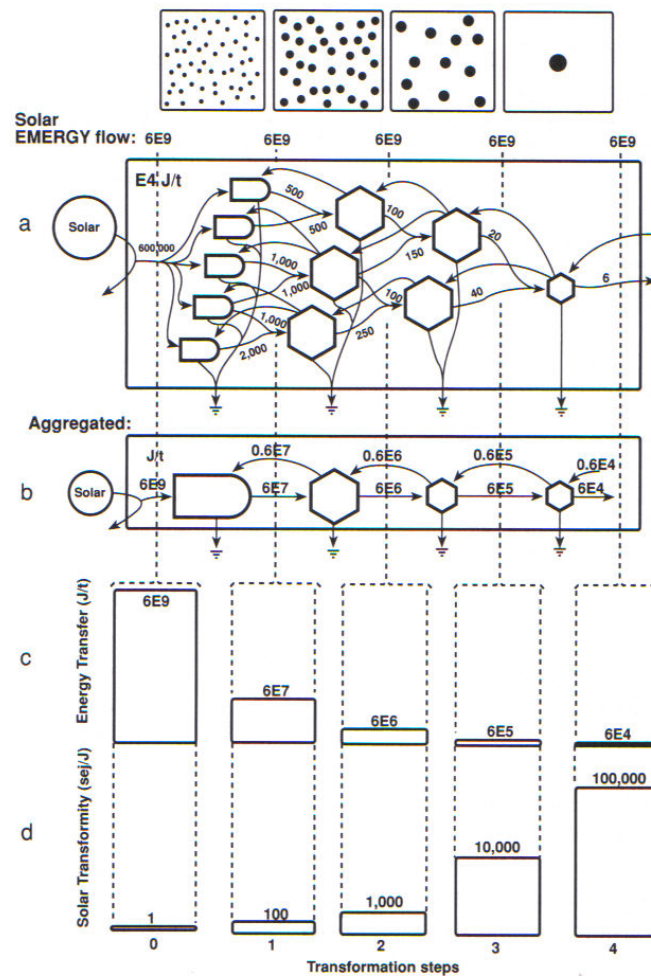 Solar
EMERGY flow: 6E9 6E9 6E9 6E9 6E9
E4 J/t
a
Solar
600,000
500
500
1,000
1,000
1,000
2,000
100
150
100
250
20
40
6
Aggregated:
b
Solar
J/t
6E9
0.6E7
6E7
0.6E6
6E6
0.6E5
6E5
0.6E4
6E4
c
Energy Transfer (J/t)
6E9
6E7
6E6
6E5
6E4
d
Solar Transformity (sej/J)
1
100
1,000
10,000
100,000
0 1 2 3 4
Transformation steps